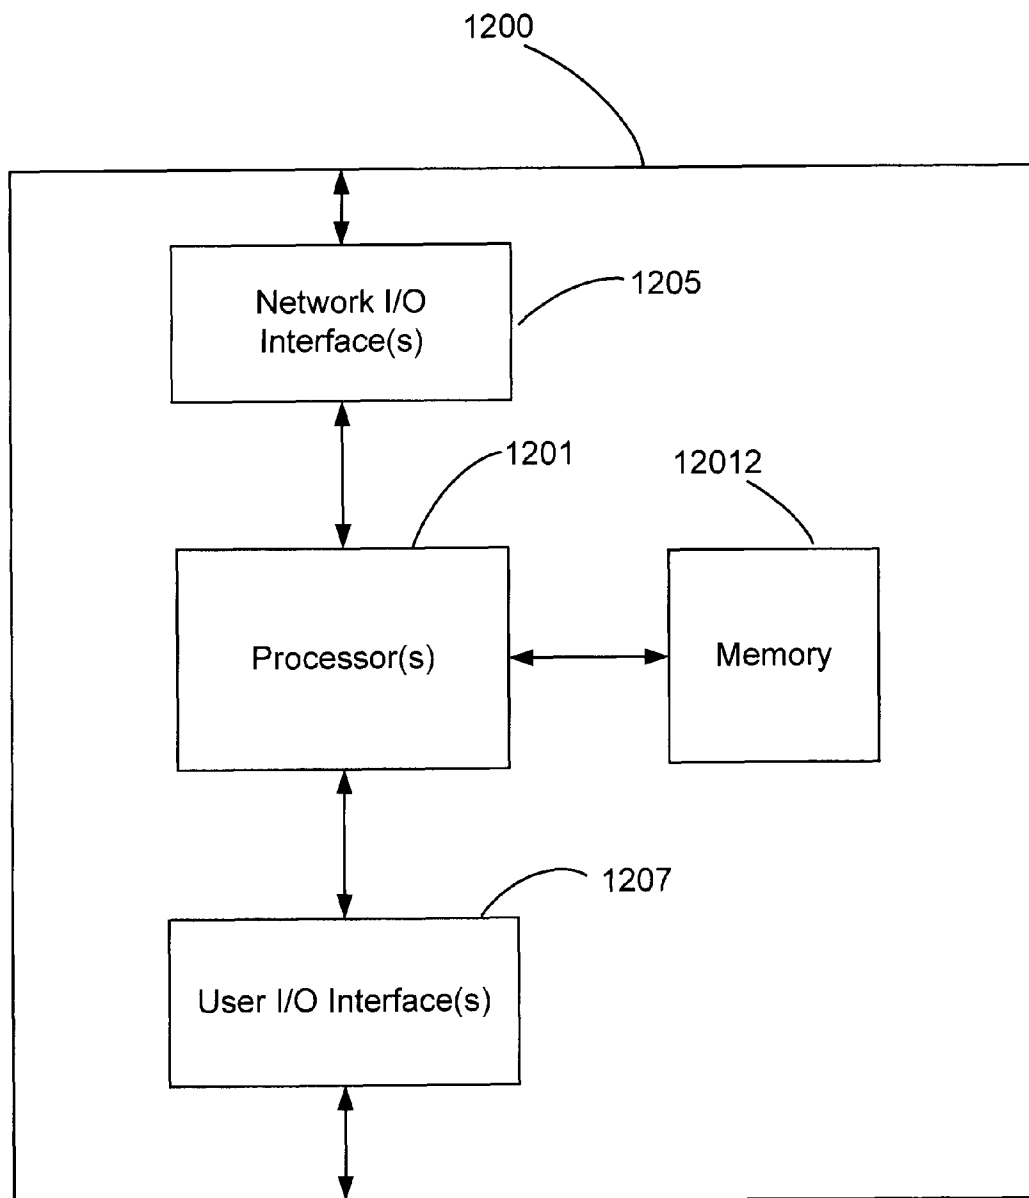 1200
Network I/O
Interface(s)
1205
1201
12012
Processor(s)
Memory
1207
User I/O Interface(s)